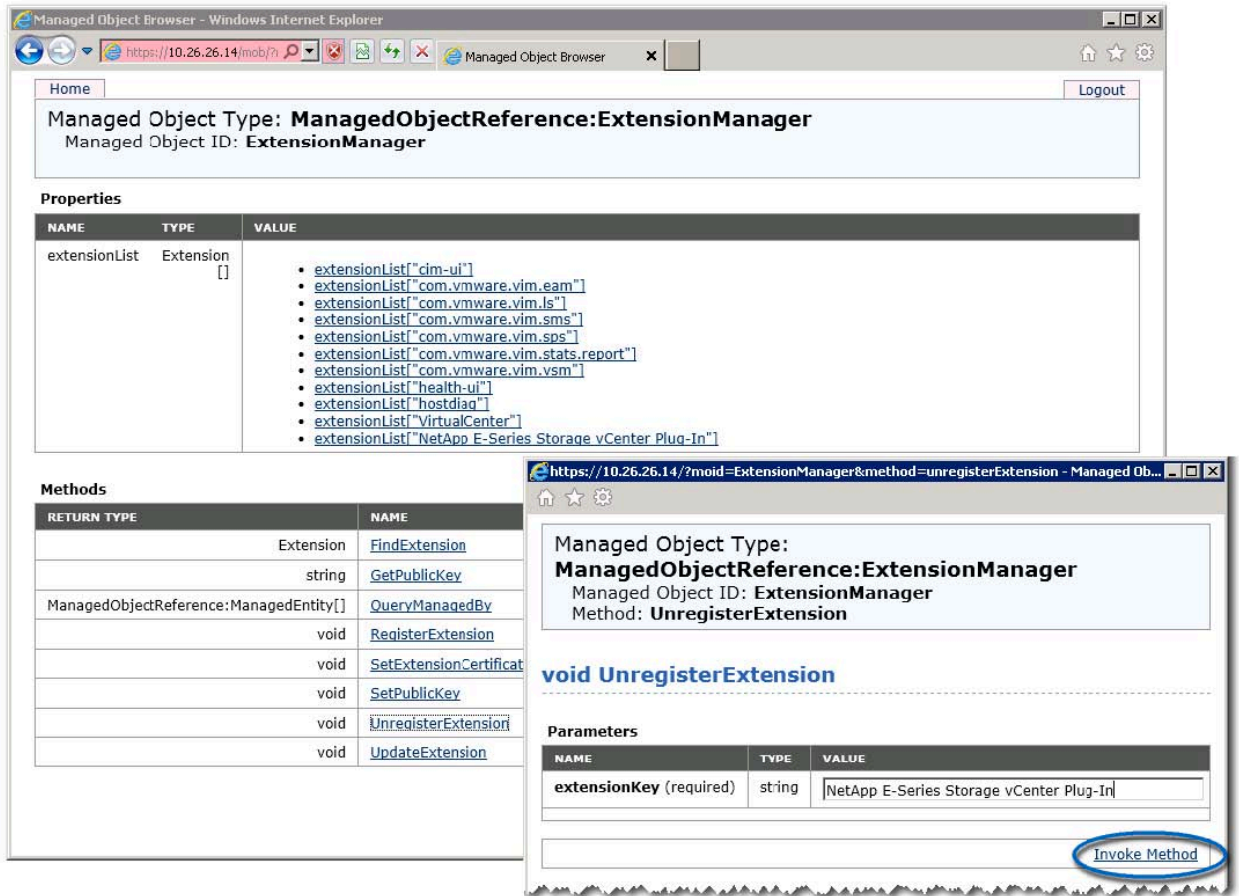 Managed Object Browser - Windows Internet Explorer
https://10.26.26.14/mob/?
Managed Object Browser
Home
Logout
Managed Object Type: ManagedObjectReference:ExtensionManager
Managed Object ID: ExtensionManager
Properties
NAME TYPE VALUE
extensionList Extension
[]
• extensionList["cim-ui"]
• extensionList["com.vmware.vim.eam"]
• extensionList["com.vmware.vim.ls"]
• extensionList["com.vmware.vim.sms"]
• extensionList["com.vmware.vim.sps"]
• extensionList["com.vmware.vim.stats.report"]
• extensionList["com.vmware.vim.vsm"]
• extensionList["health-ui"]
• extensionList["hostdiag"]
• extensionList["VirtualCenter"]
• extensionList["NetApp E-Series Storage vCenter Plug-In"]
Methods
RETURN TYPE NAME
Extension FindExtension
string GetPublicKey
ManagedObjectReference:ManagedEntity[] QueryManagedBy
void RegisterExtension
void SetExtensionCertificat
void SetPublicKey
void UnregisterExtension
void UpdateExtension
https://10.26.26.14/?moid=ExtensionManager&method=unregisterExtension - Managed Ob...
Managed Object Type:
ManagedObjectReference:ExtensionManager
Managed Object ID: ExtensionManager
Method: UnregisterExtension
void UnregisterExtension
Parameters
NAME TYPE VALUE
extensionKey (required) string NetApp E-Series Storage vCenter Plug-In
Invoke Method